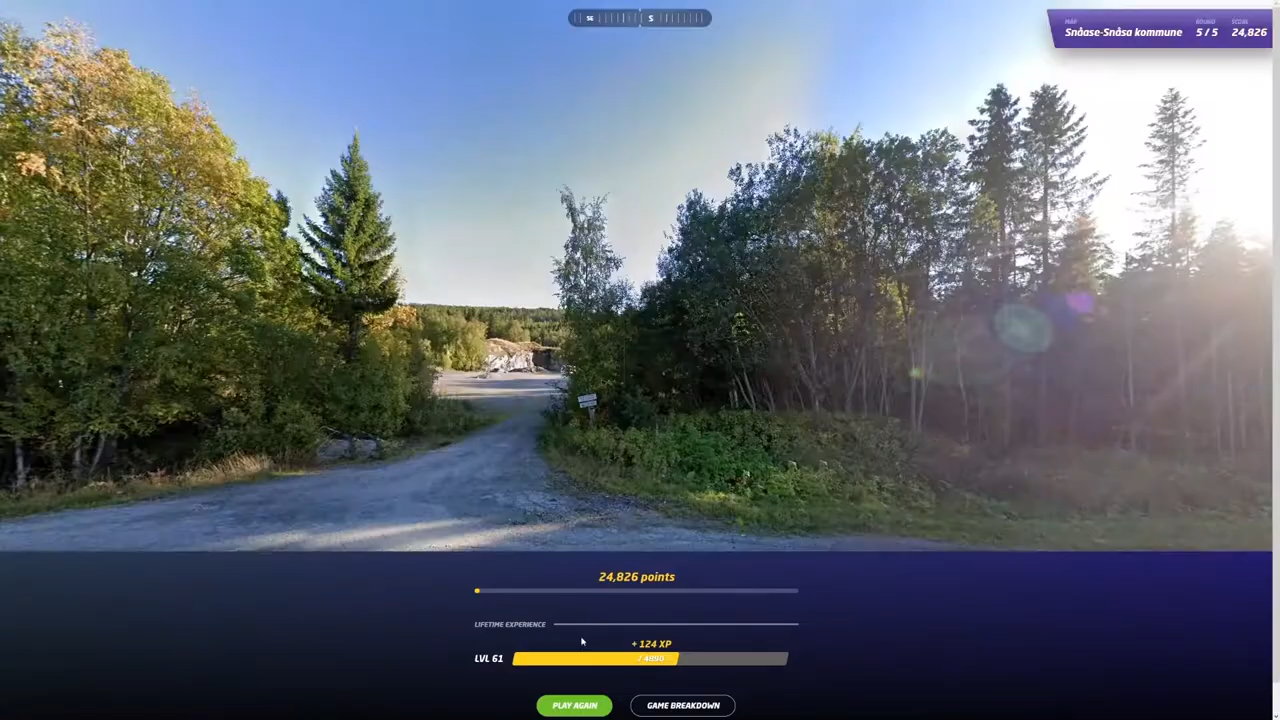 SE
S
MAP
Snåase-Snåsa kommune
ROUND
5 / 5
SCORE
24,826
24,826 points
LIFETIME EXPERIENCE
+ 124 XP
LVL 61
/ 4890
PLAY AGAIN
GAME BREAKDOWN